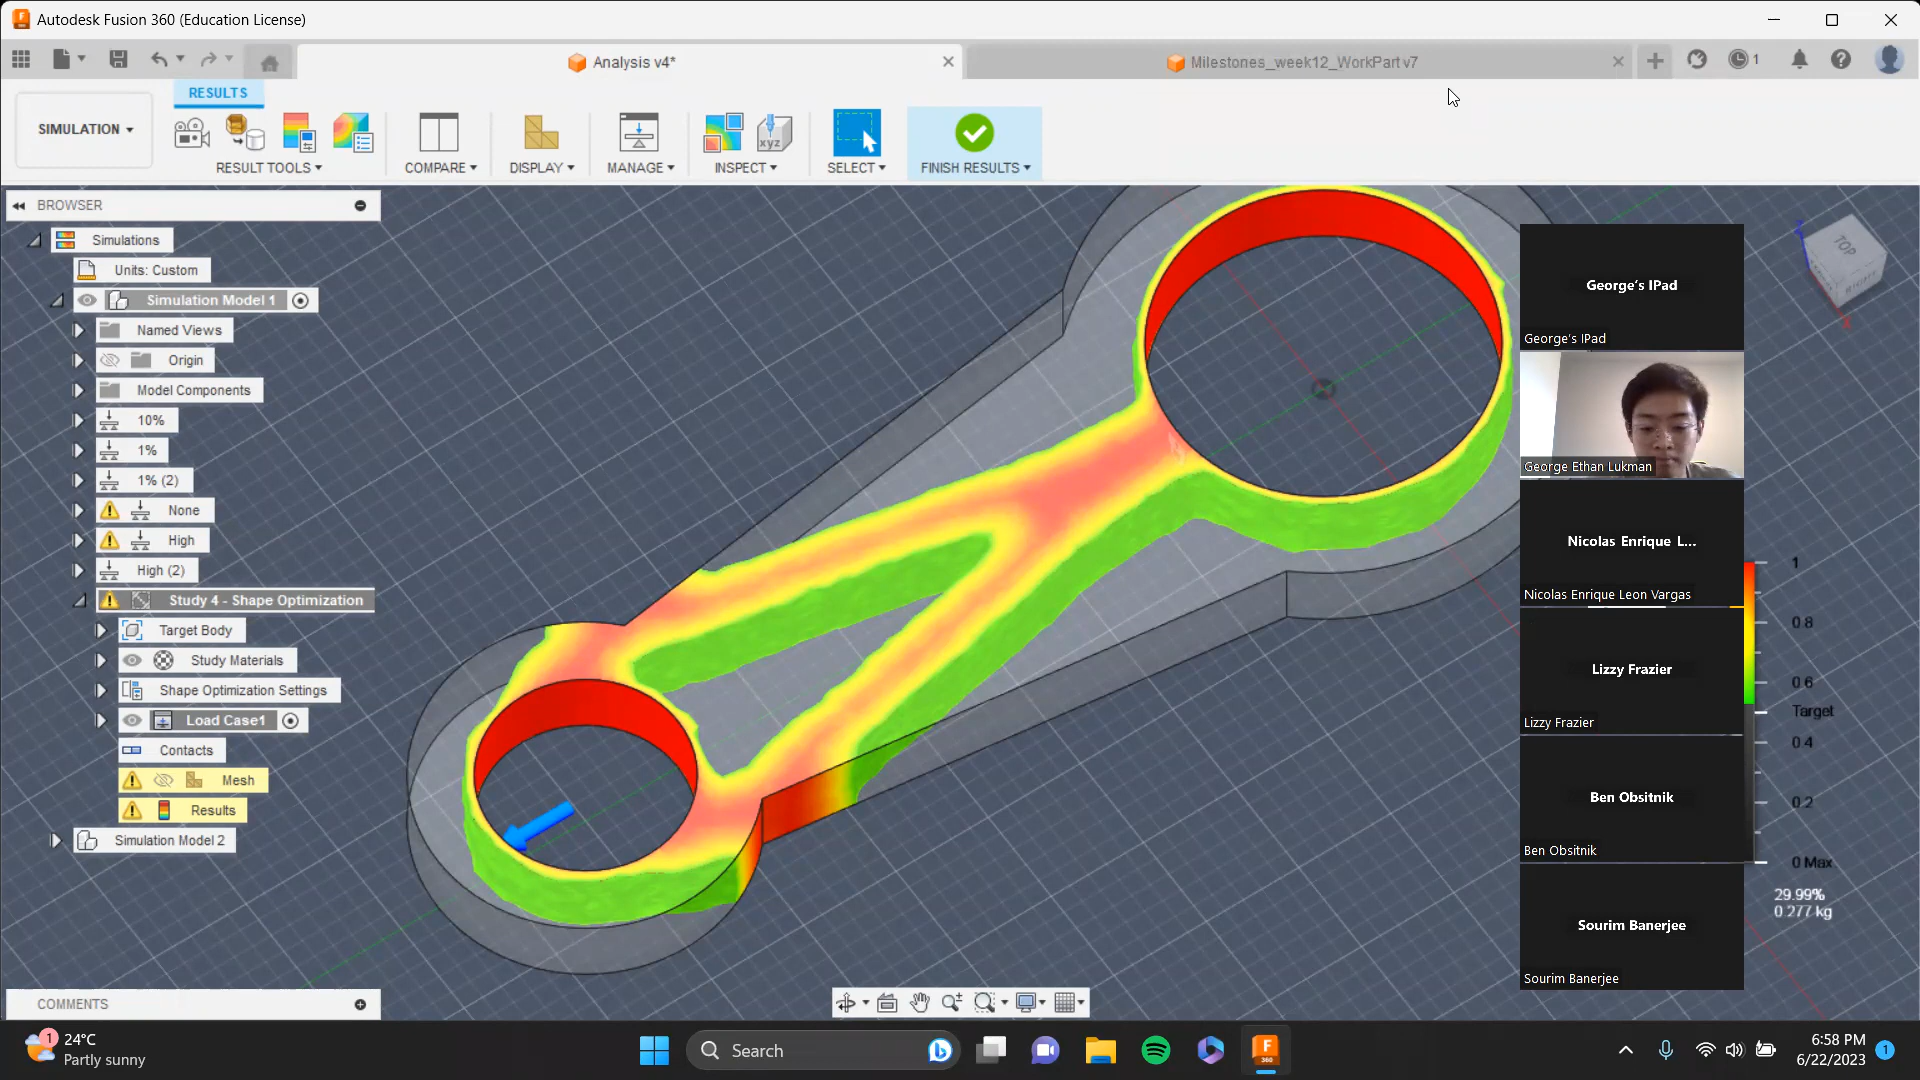 Autodesk Fusion 360 (Education License)
Analysis v4*
Milestones_week12_WorkPart v7
1
RESULTS
SIMULATION
RESULT TOOLS
COMPARE
DISPLAY
MANAGE
xyz
INSPECT
SELECT
FINISH RESULTS
BROWSER
Simulations
Units: Custom
Simulation Model 1
Named Views
Origin
Model Components
10%
1%
1% (2)
None
High
High (2)
Study 4 - Shape Optimization
Target Body
Study Materials
Shape Optimization Settings
Load Case1
Contacts
Mesh
Results
Simulation Model 2
COMMENTS
TOP
Z
George's IPad
George's IPad
George Ethan Lukman
Nicolas Enrique L...
Nicolas Enrique Leon Vargas
Lizzy Frazier
Lizzy Frazier
Ben Obsitnik
Ben Obsitnik
Sourim Banerjee
Sourim Banerjee
1
0.8
0.6
Target
0.4
0.2
0 Max
29.99%
0.277 kg
1
24°C
Partly sunny
Search
F
360
6:58 PM
6/22/2023
1